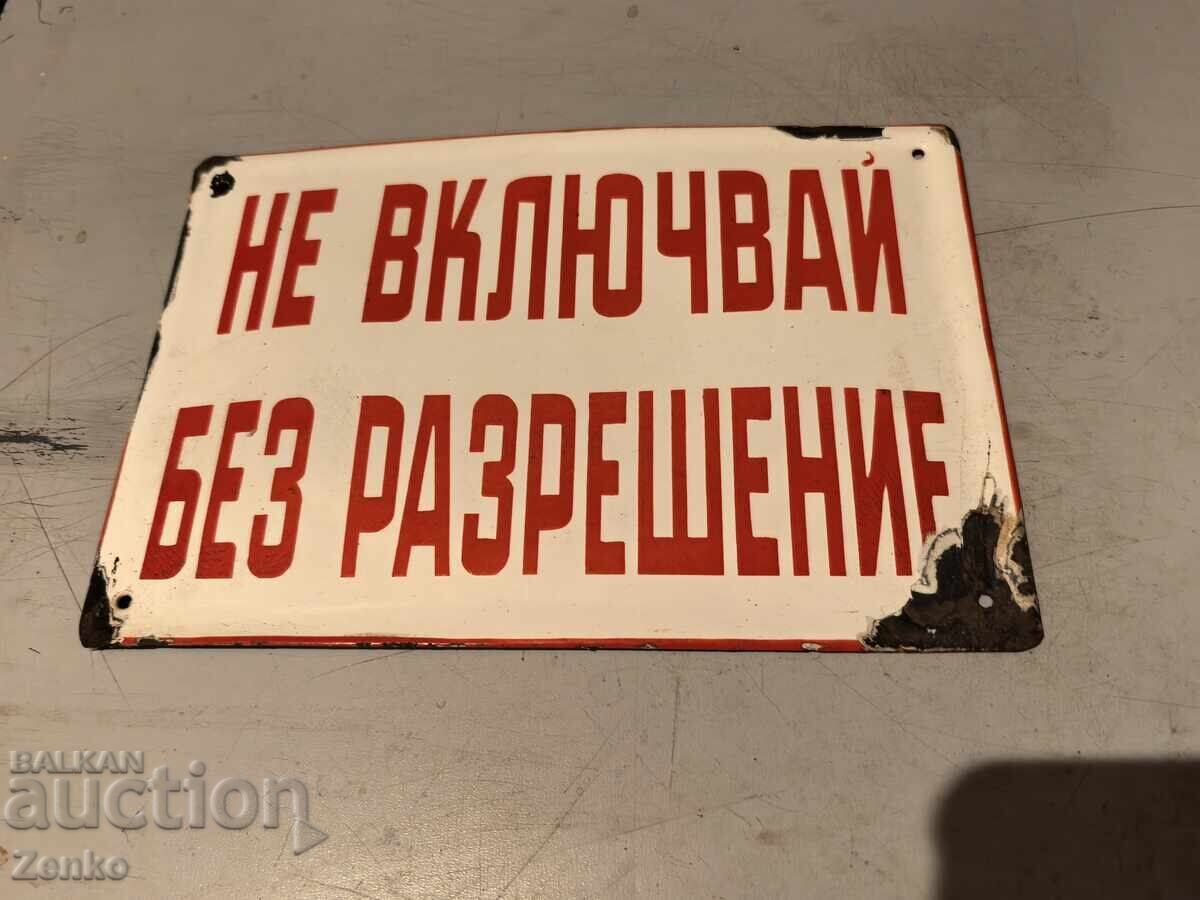 НЕ ВКЛЮЧВАЙ
БЕЗ РАЗРЕШЕНИЕ
BALKAN
auction
Zenko